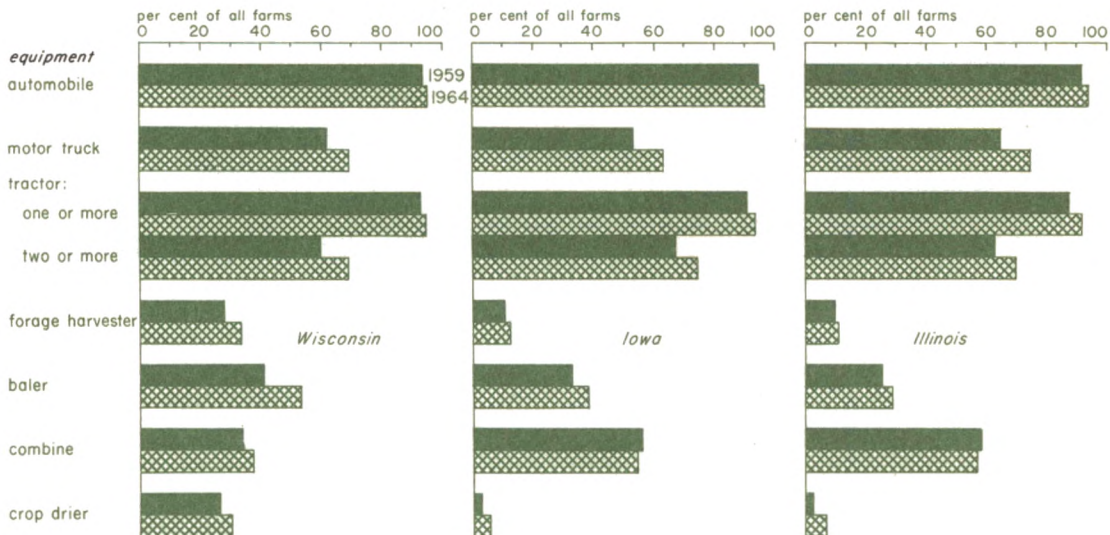 per cent of all farms per cent of all farms per cent of all farms
0 20 40 60 80 100 0 20 40 60 80 100 0 20 40 60 80 100
equipment
automobile 1959
1964
motor truck
tractor:
one or more
two or more
forage harvester
Wisconsin Iowa Illinois
baler
combine
crop drier